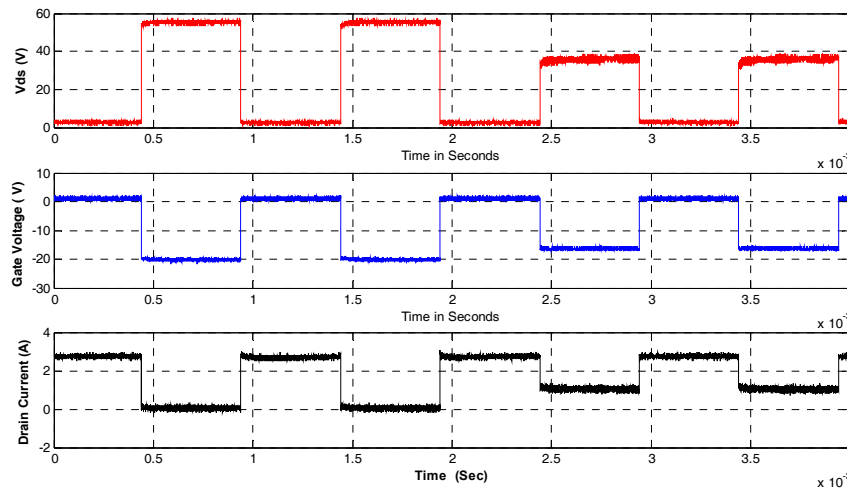 60
40
20
0
Vds (V)
0 0.5 1 1.5 2 2.5 3 3.5
Time in Seconds
x 10⁻
10
0
-10
-20
-30
Gate Voltage ( V)
0 0.5 1 1.5 2 2.5 3 3.5
Time in Seconds
x 10⁻
4
2
0
-2
Drain Current (A)
0 0.5 1 1.5 2 2.5 3 3.5
Time (Sec)
x 10⁻